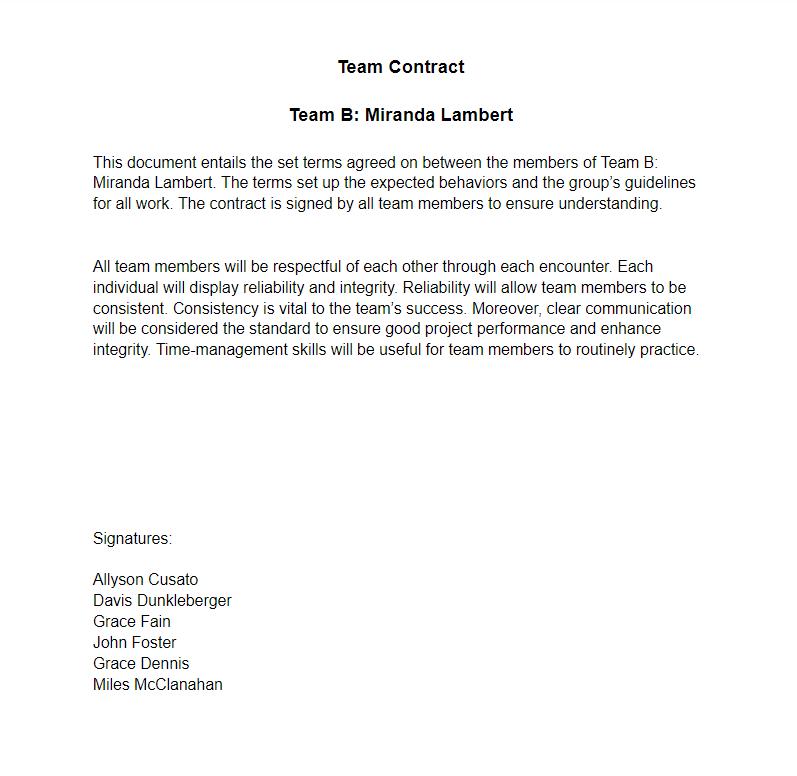 Team Contract
Team B: Miranda Lambert
This document entails the set terms agreed on between the members of Team B:
Miranda Lambert. The terms set up the expected behaviors and the group’s guidelines
for all work. The contract is signed by all team members to ensure understanding.
All team members will be respectful of each other through each encounter. Each
individual will display reliability and integrity. Reliability will allow team members to be
consistent. Consistency is vital to the team’s success. Moreover, clear communication
will be considered the standard to ensure good project performance and enhance
integrity. Time-management skills will be useful for team members to routinely practice.
Signatures:
Allyson Cusato
Davis Dunkleberger
Grace Fain
John Foster
Grace Dennis
Miles McClanahan